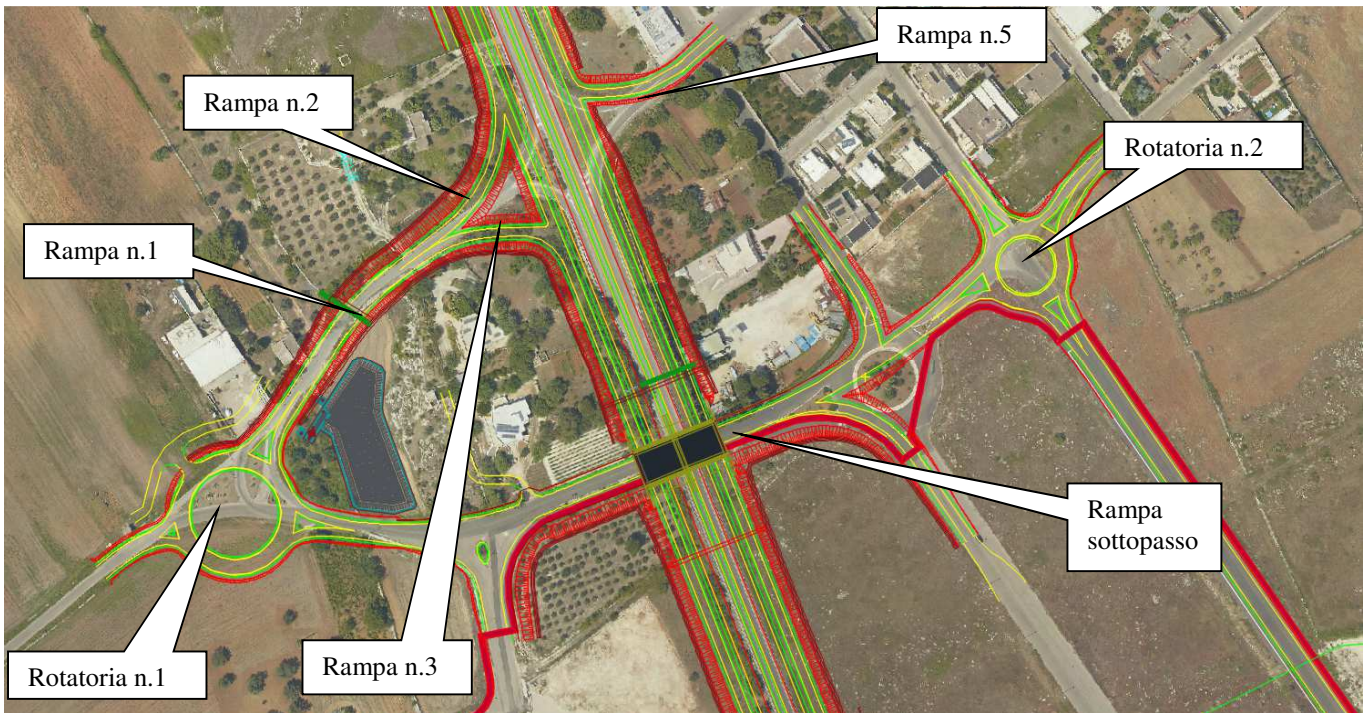 Rampa n.5
Rampa n.2
Rotatoria n.2
Rampa n.1
Rampa
sottopasso
Rampa n.3
Rotatoria n.1